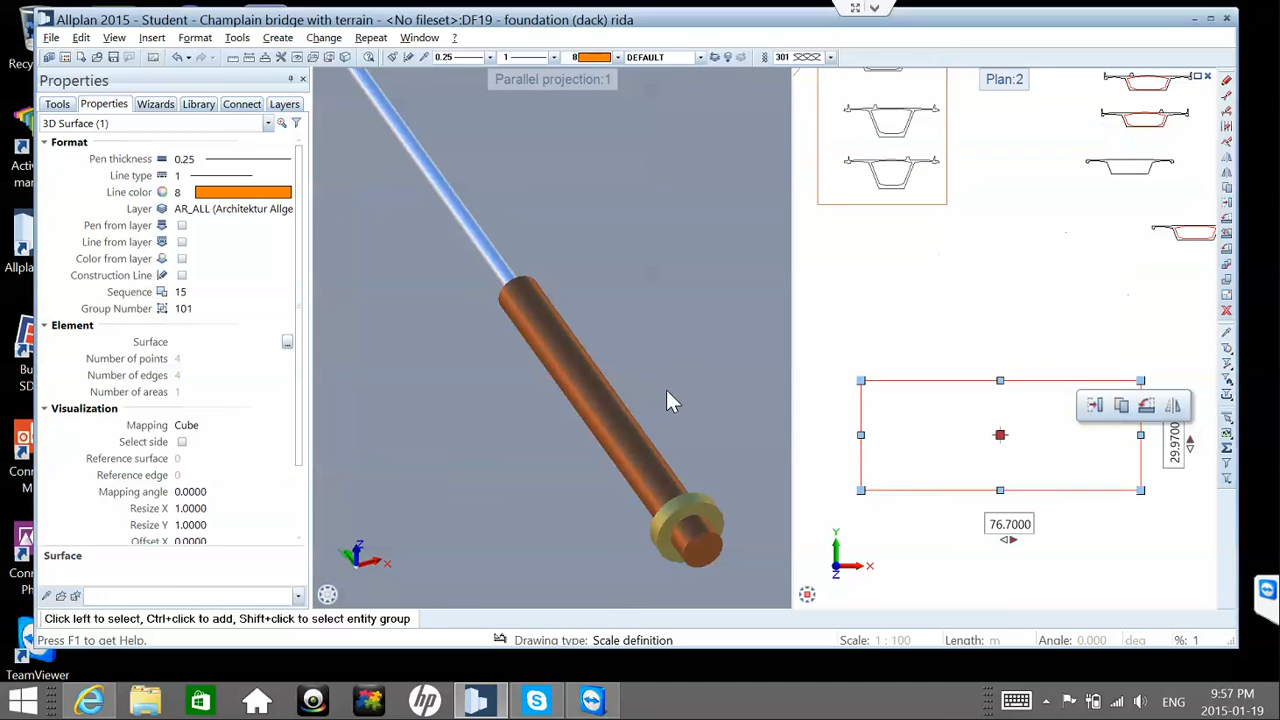 Allplan 2015 - Student - Champlain bridge with terrain - <No fileset>:DF19 - foundation (dack) rida
File Edit View Insert Format Tools Create Change Repeat Window ?
0.25 1 8 DEFAULT 301
Properties
Tools Properties Wizards Library Connect Layers
3D Surface (1)
Format
Pen thickness 0.25
Line type 1
Line color 8
Layer AR_ALL (Architektur Allge
Pen from layer
Line from layer
Color from layer
Construction Line
Sequence 15
Group Number 101
Element
Surface ...
Number of points 4
Number of edges 4
Number of areas 1
Visualization
Mapping Cube
Select side
Reference surface 0
Reference edge 0
Mapping angle 0.0000
Resize X 1.0000
Resize Y 1.0000
Offset X 0.0000
Surface
Parallel projection:1
Z
X
Plan:2
29.9700
76.7000
Y
X
Z
Click left to select, Ctrl+click to add, Shift+click to select entity group
Press F1 to get Help. Drawing type: Scale definition Scale: 1 : 100 Length: m Angle: 0.000 deg %: 1
TeamViewer
hp
ENG
9:57 PM
2015-01-19